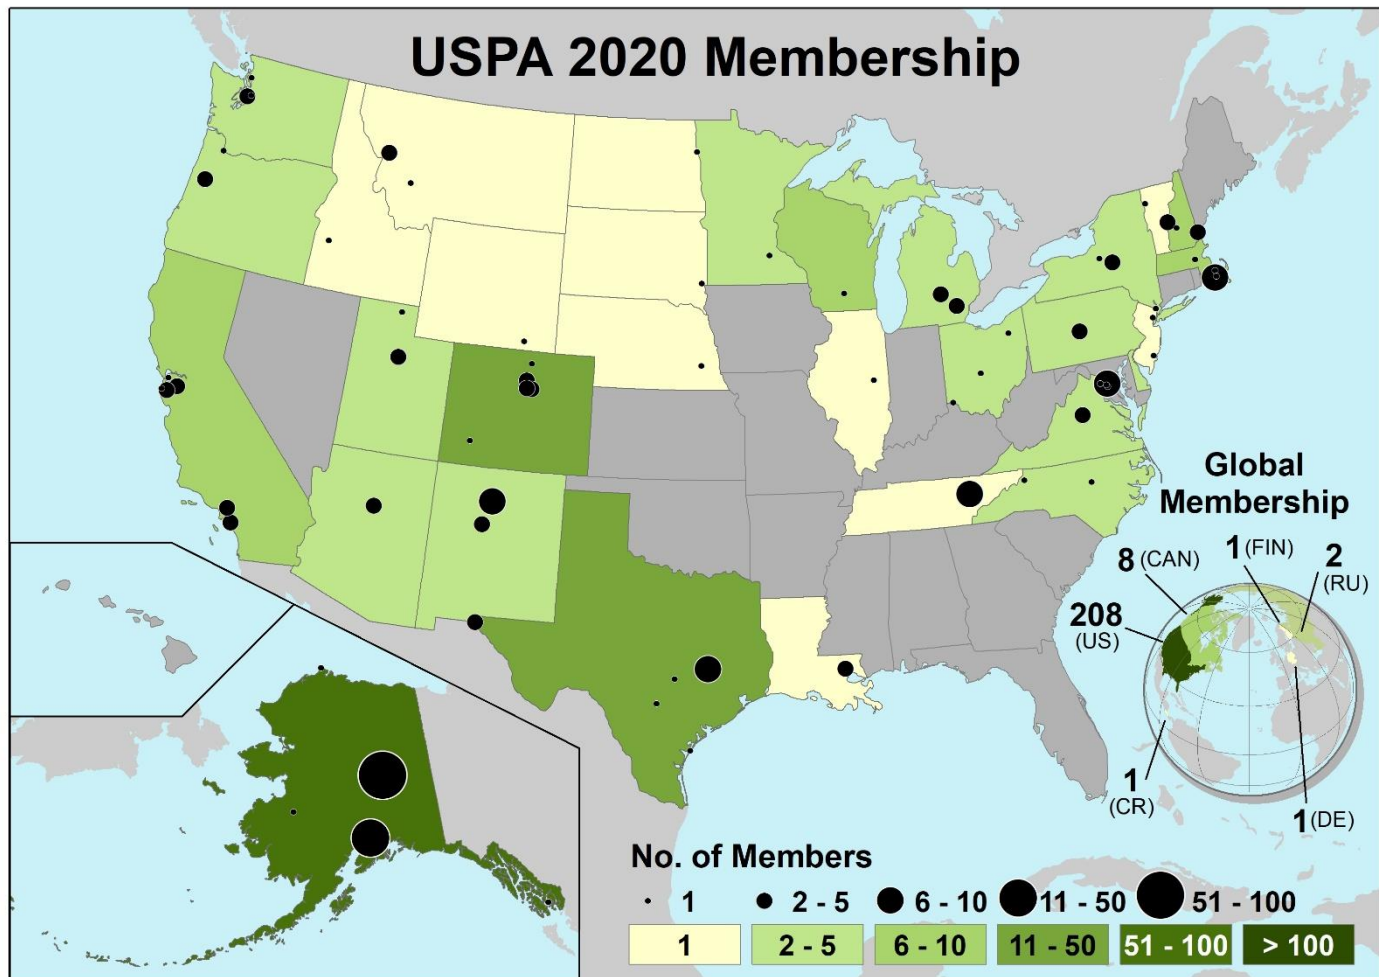 USPA 2020 Membership
Global
Membership
1 (FIN)
8 (CAN)
2
(RU)
208
(US)
1
(CR)
1 (DE)
No. of Members
1
2 - 5
6 - 10
11 - 50
51 - 100
1
2 - 5
6 - 10
11 - 50
51 - 100
> 100